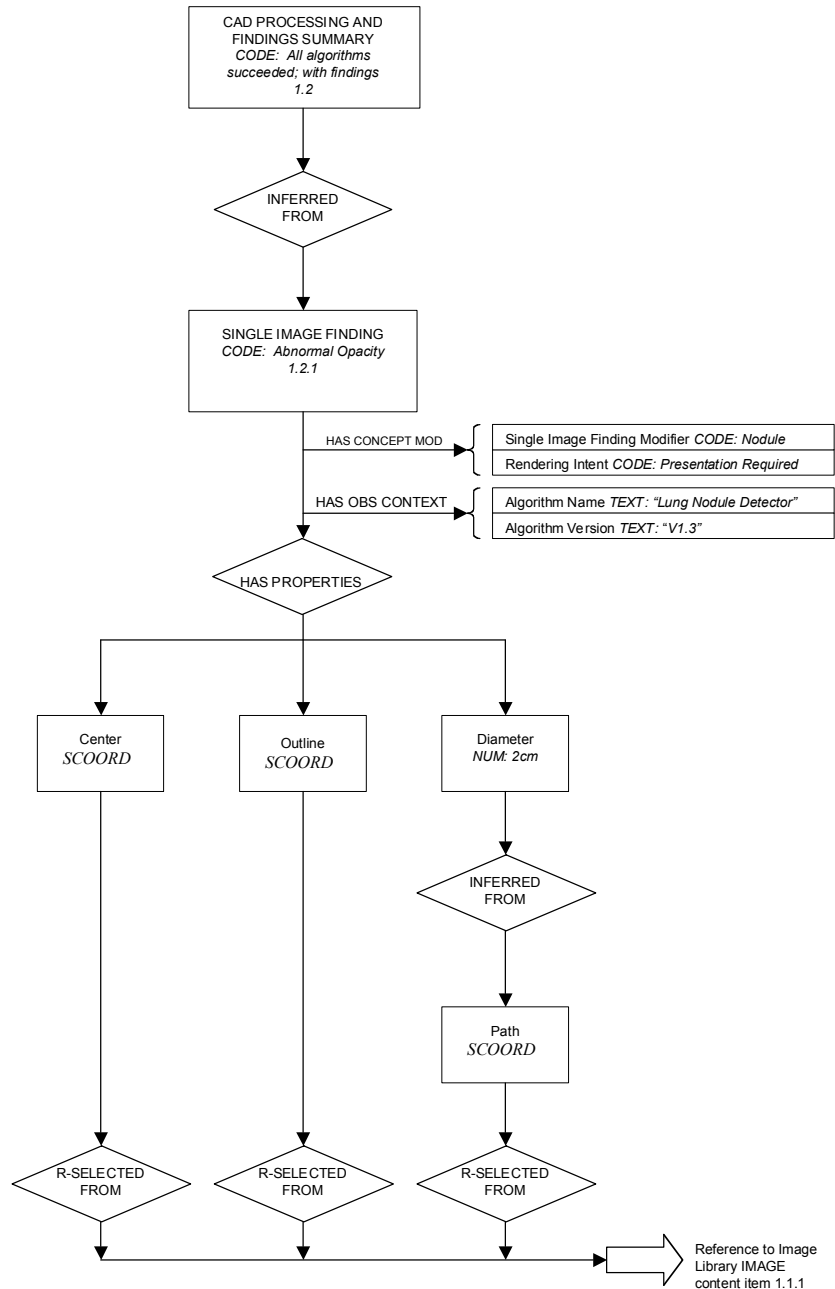 CAD PROCESSING AND
FINDINGS SUMMARY
CODE: All algorithms
succeeded; with findings
1.2
INFERRED
FROM
SINGLE IMAGE FINDING
CODE: Abnormal Opacity
1.2.1
HAS CONCEPT MOD
Single Image Finding Modifier CODE: Nodule
Rendering Intent CODE: Presentation Required
HAS OBS CONTEXT
Algorithm Name TEXT: “Lung Nodule Detector”
Algorithm Version TEXT: “V1.3”
HAS PROPERTIES
Center
SCOORD
Outline
SCOORD
Diameter
NUM: 2cm
INFERRED
FROM
Path
SCOORD
R-SELECTED
FROM
R-SELECTED
FROM
R-SELECTED
FROM
Reference to Image
Library IMAGE
content item 1.1.1